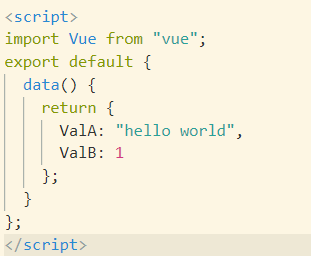 <script>
import Vue from "vue";
export default {
  data() {
    return {
      ValA: "hello world",
      ValB: 1
    };
  }
};
</script>